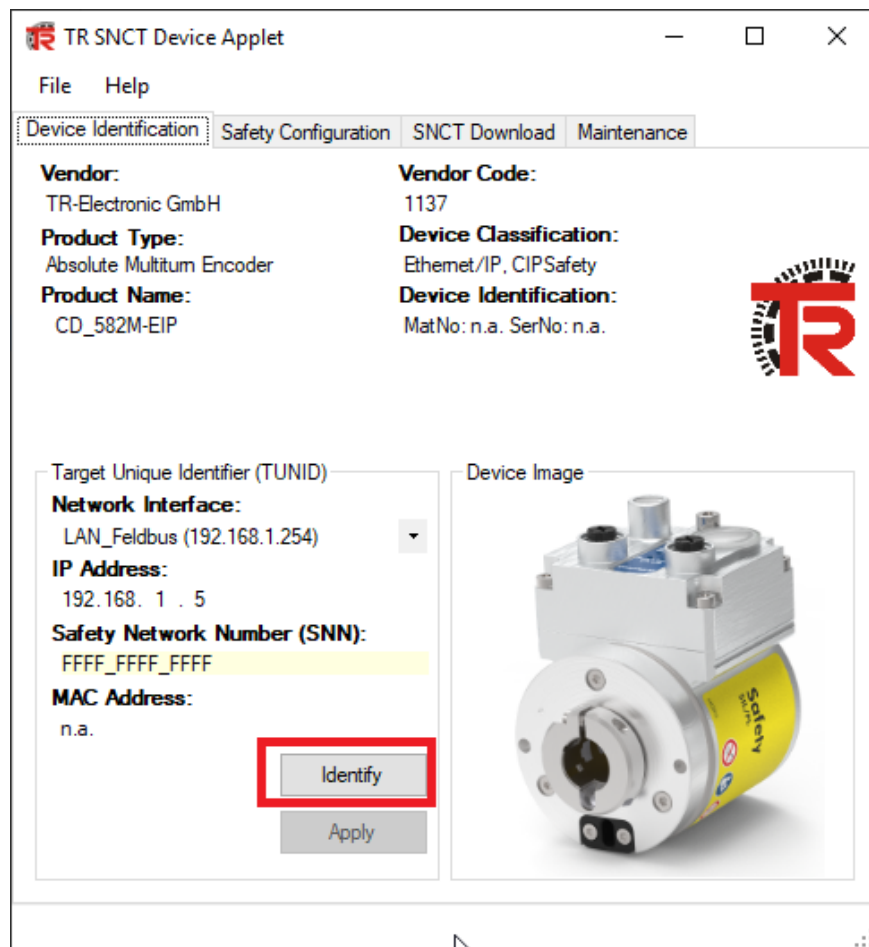 TR SNCT Device Applet
File Help
Device Identification Safety Configuration SNCT Download Maintenance
Vendor:
TR-Electronic GmbH
Vendor Code:
1137
Product Type:
Absolute Multiturn Encoder
Device Classification:
Ethernet/IP, CIPSafety
Product Name:
CD_582M-EIP
Device Identification:
MatNo: n.a. SerNo: n.a.
TR
Target Unique Identifier (TUNID)
Network Interface:
LAN_Feldbus (192.168.1.254)
IP Address:
192.168. 1 . 5
Safety Network Number (SNN):
FFFF_FFFF_FFFF
MAC Address:
n.a.
Identify
Apply
Device Image
Safety